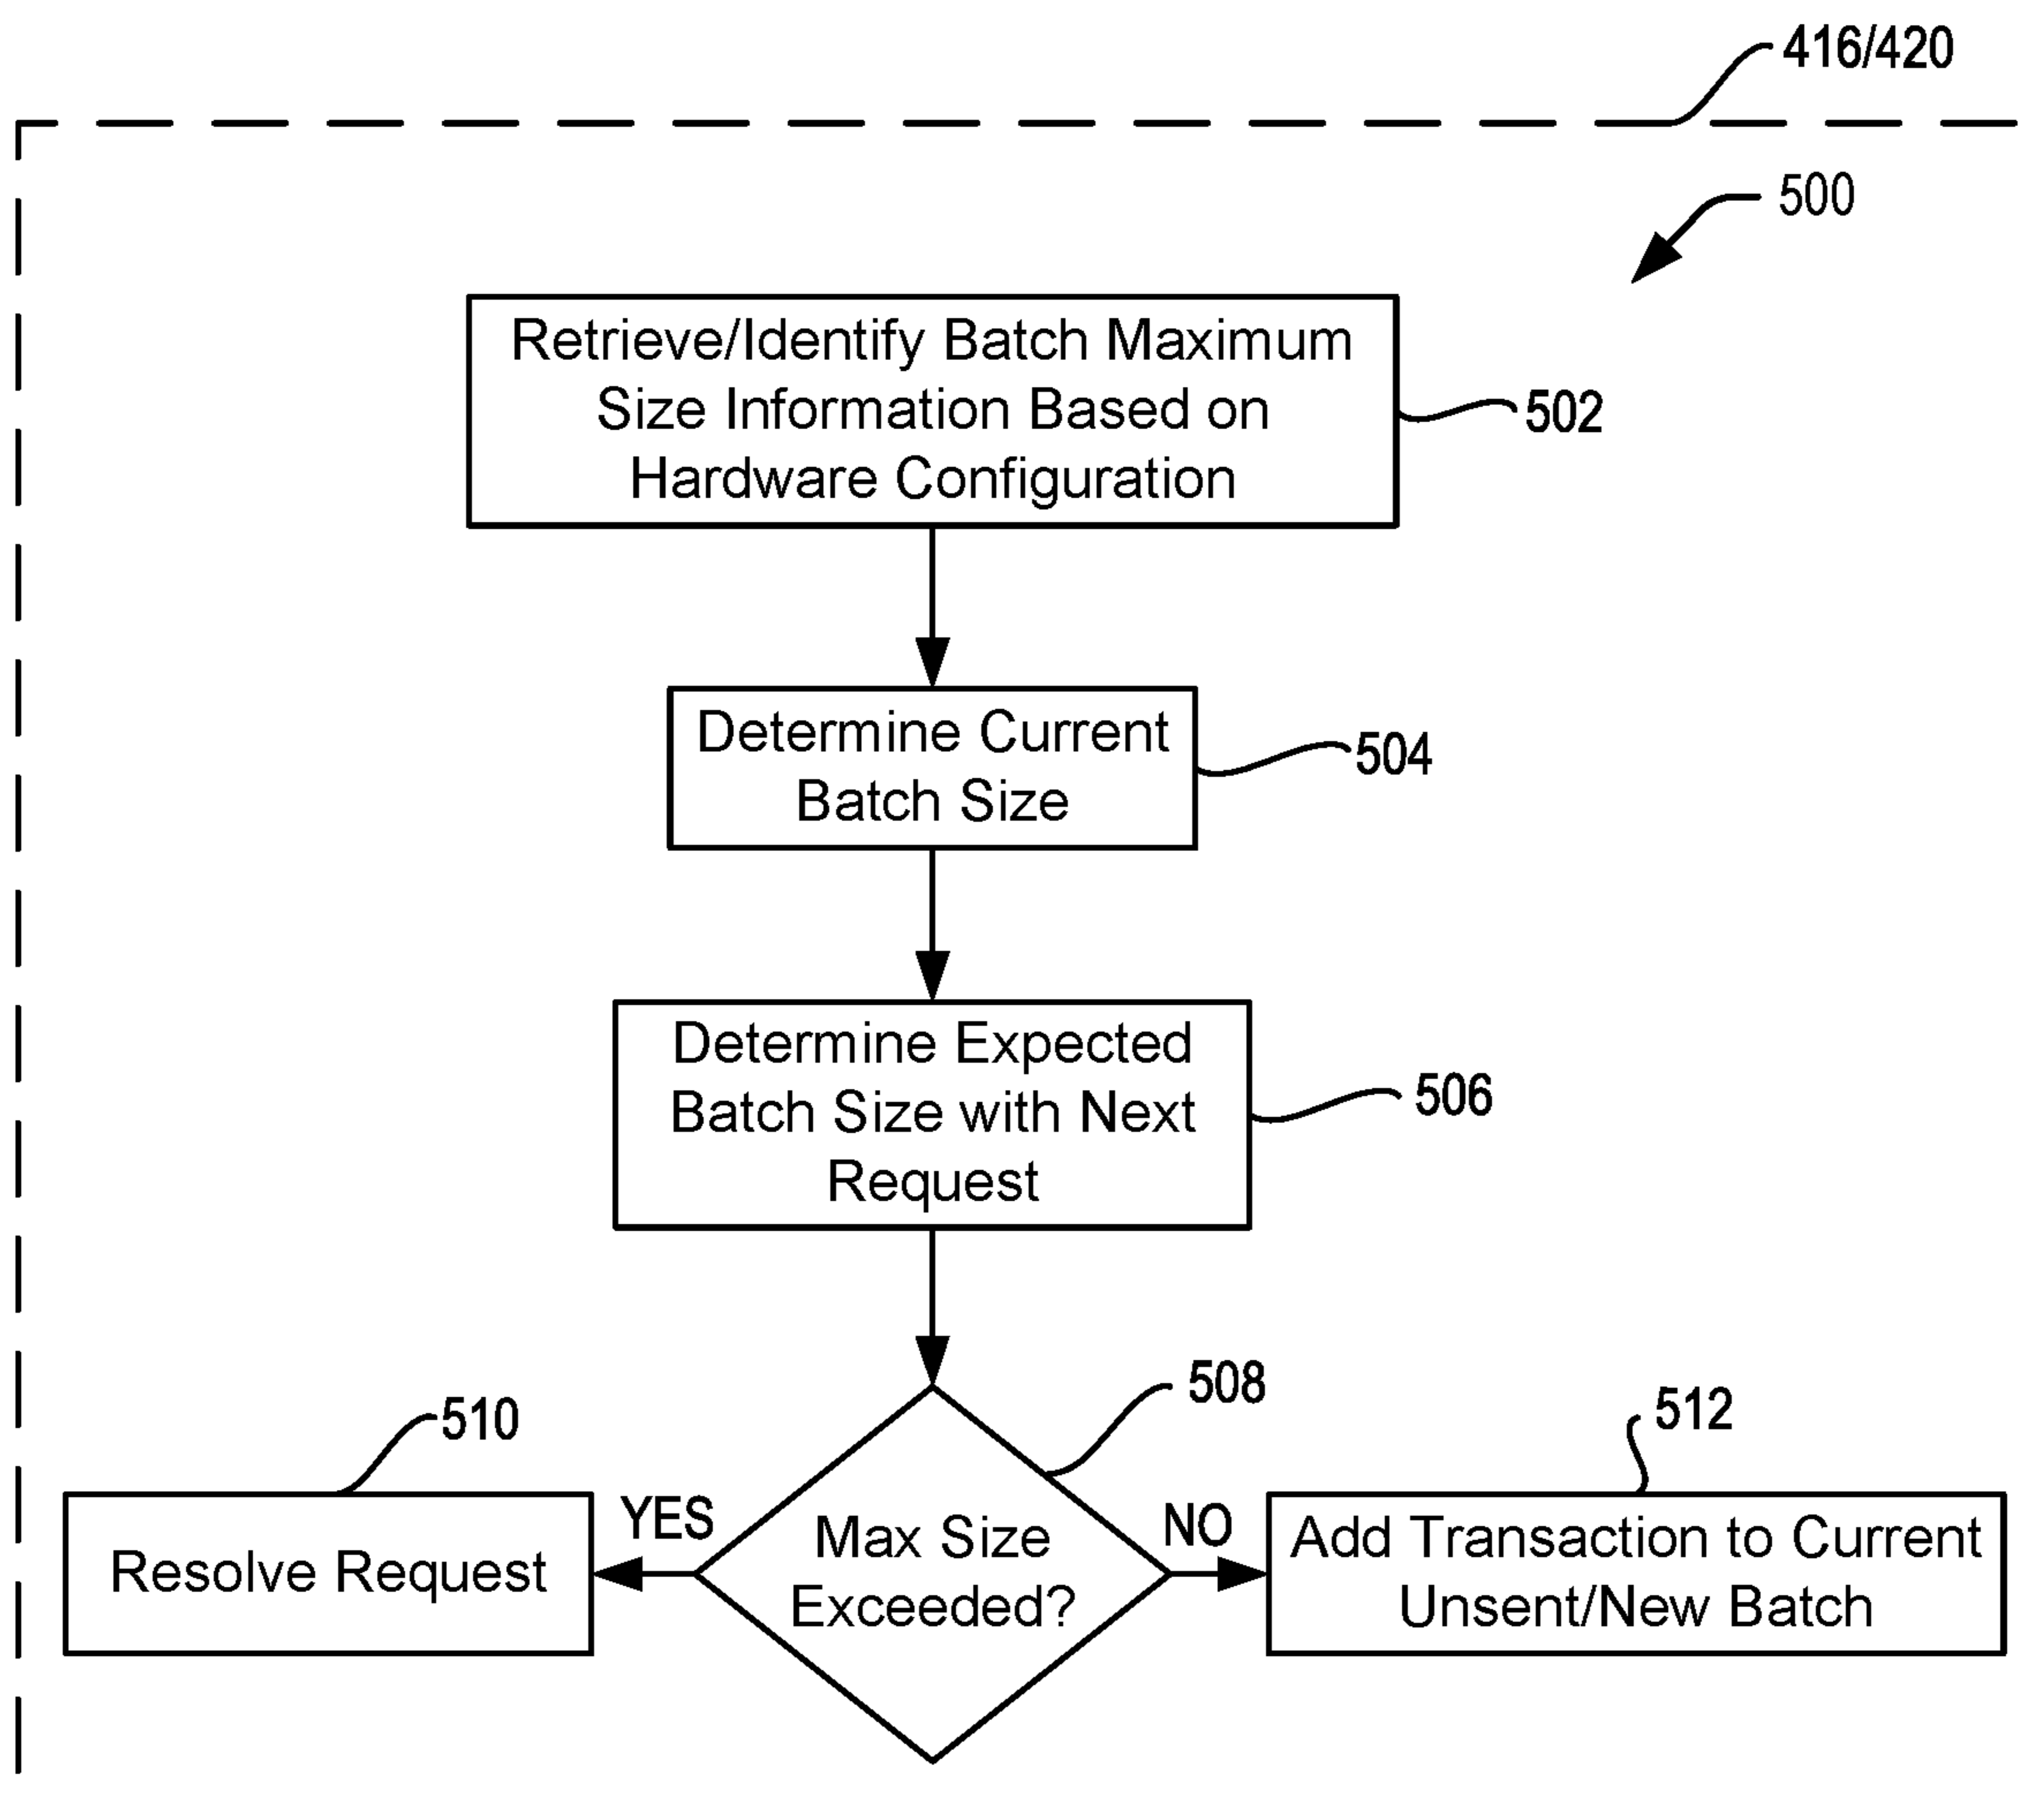 416/420
500
Retrieve/Identify Batch Maximum
Size Information Based on
Hardware Configuration
502
Determine Current
Batch Size
504
Determine Expected
Batch Size with Next
Request
506
508
510
512
YES
NO
Resolve Request
Max Size
Exceeded?
Add Transaction to Current
Unsent/New Batch